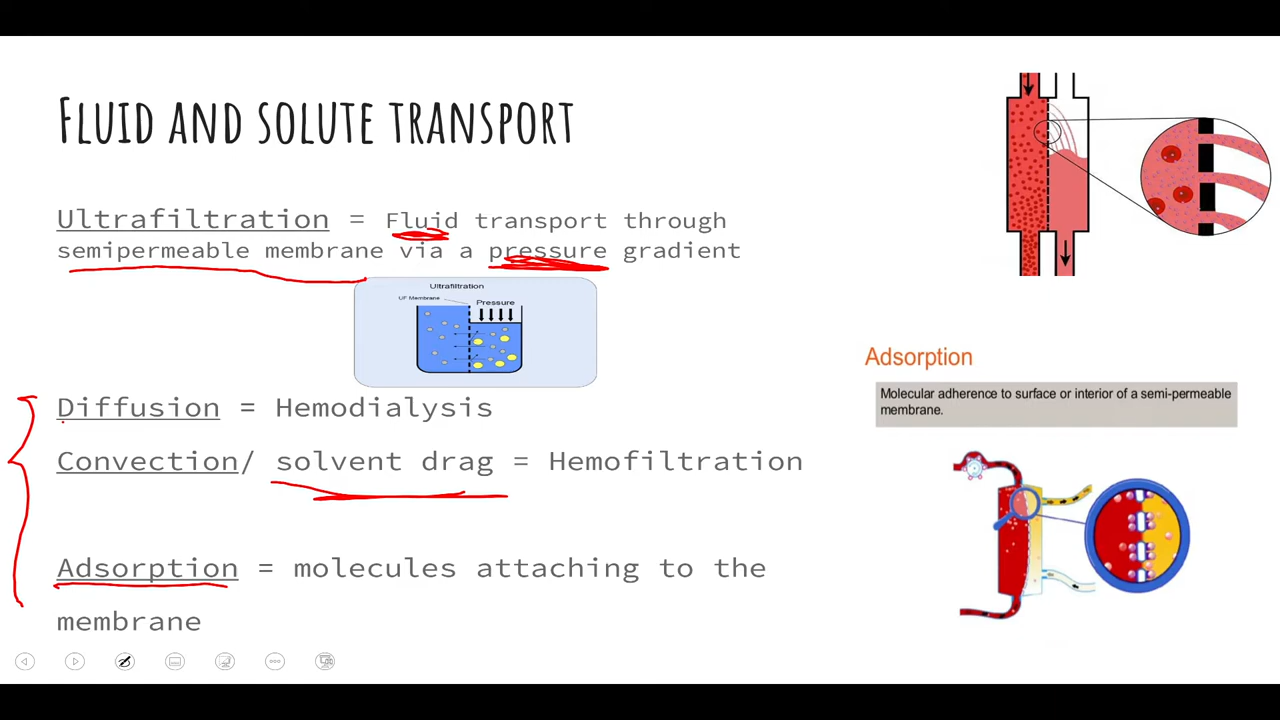 FLUID AND SOLUTE TRANSPORT
Ultrafiltration = Fluid transport through
semipermeable membrane via a pressure gradient
Ultrafiltration
UF Membrane
Pressure
Diffusion = Hemodialysis
Convection/ solvent drag = Hemofiltration
Adsorption = molecules attaching to the
membrane
Adsorption
Molecular adherence to surface or interior of a semi-permeable
membrane.